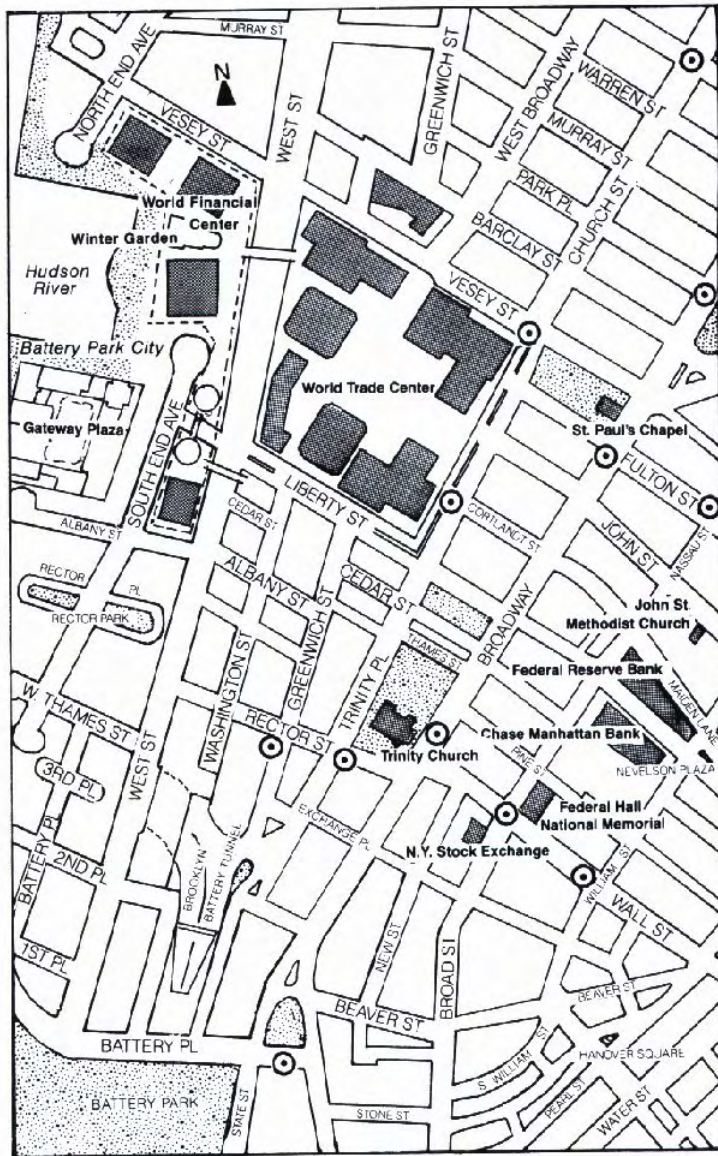 MURRAY ST
NORTH END AVE
N
VESEY ST
WEST ST
GREENWICH ST
WEST BROADWAY
WARREN ST
MURRAY ST
PARK PL
BARCLAY ST
CHURCH ST
VESEY ST
World Financial
Center
Winter Garden
Hudson
River
Battery Park City
World Trade Center
Gateway Plaza
SOUTH END AVE
St. Paul's Chapel
FULTON ST
LIBERTY ST
CEDAR ST
CORTLANDT ST
JOHN ST
NASSAU ST
ALBANY ST
ALBANY ST
CEDAR ST
RECTOR PL
RECTOR PARK
THAMES ST
BROADWAY
John St.
Methodist Church
Federal Reserve Bank
MAIDEN LANE
WASHINGTON ST
GREENWICH ST
TRINITY PL
W. THAMES ST
RECTOR ST
Trinity Church
Chase Manhattan Bank
NEVELSON PLAZA
PINE ST
WEST ST
3RD PL
EXCHANGE PL
Federal Hall
National Memorial
N.Y. Stock Exchange
BATTERY PL
2ND PL
BROOKLYN
BATTERY TUNNEL
WILLIAM ST
WALL ST
1ST PL
NEW ST
BROAD ST
BEAVER ST
BEAVER ST
BATTERY PL
HANOVER SQUARE
S. WILLIAM ST
PEARL ST
WATER ST
BATTERY PARK
STATE ST
STONE ST